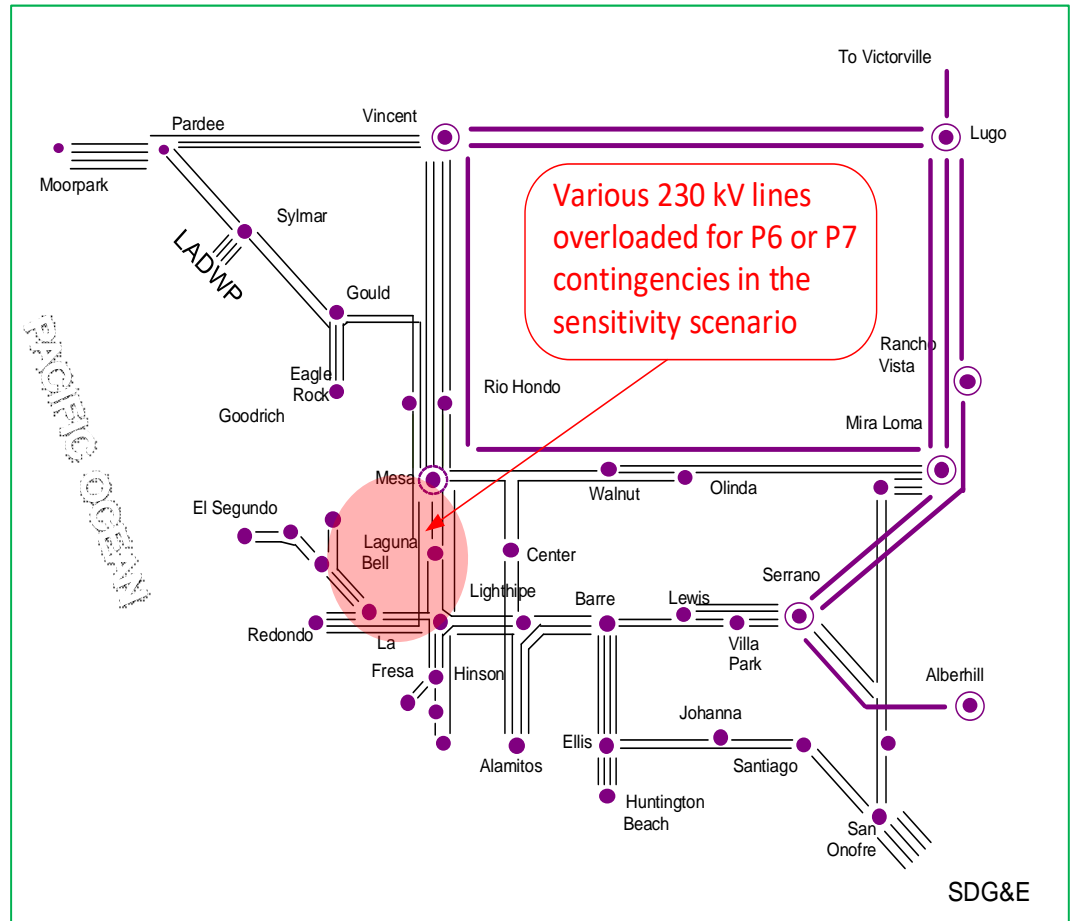 To Victorville
Vincent
Lugo
Pardee
Moorpark
Various 230 kV lines
overloaded for P6 or P7
contingencies in the
sensitivity scenario
Sylmar
LADWP
Gould
PACIFIC OCEAN
Rancho
Vista
Eagle
Rock
Rio Hondo
Goodrich
Mira Loma
Mesa
Walnut
Olinda
El Segundo
Laguna
Bell
Center
Serrano
Lighthipe
Barre
Lewis
Redondo
La
Fresa
Villa
Park
Hinson
Alberhill
Johanna
Ellis
Alamitos
Santiago
Huntington
Beach
San
Onofre
SDG&E